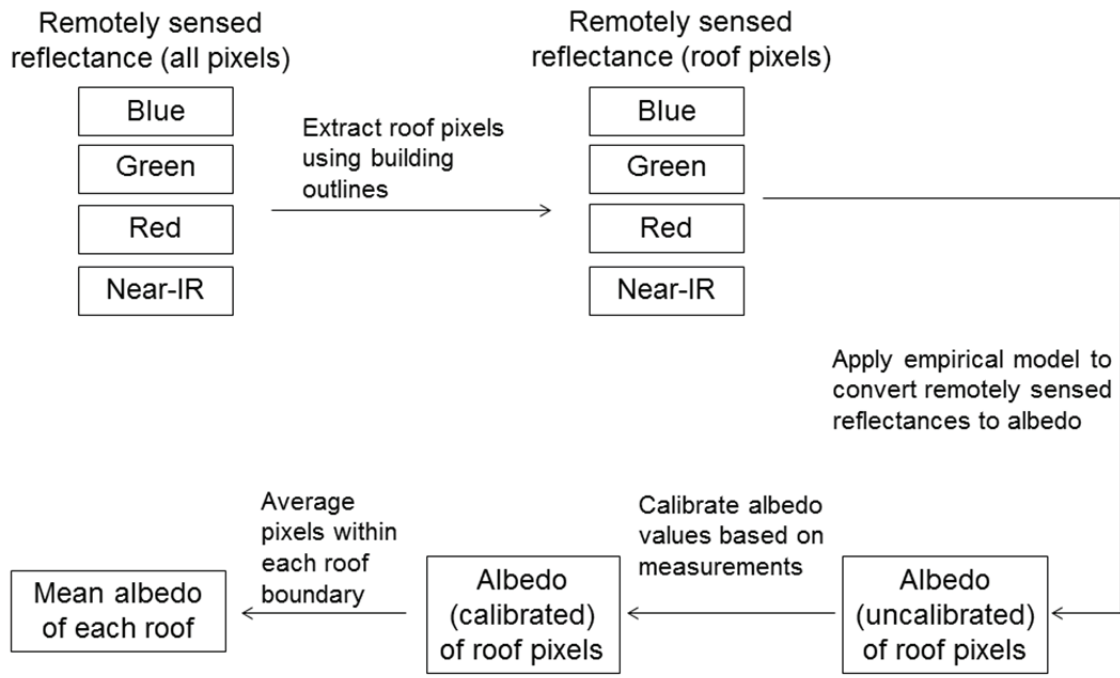 Remotely sensed
reflectance (all pixels)
Blue
Green
Red
Near-IR
Extract roof pixels
using building
outlines
Remotely sensed
reflectance (roof pixels)
Blue
Green
Red
Near-IR
Apply empirical model to
convert remotely sensed
reflectances to albedo
Albedo
(uncalibrated)
of roof pixels
Calibrate albedo
values based on
measurements
Albedo
(calibrated)
of roof pixels
Average
pixels within
each roof
boundary
Mean albedo
of each roof